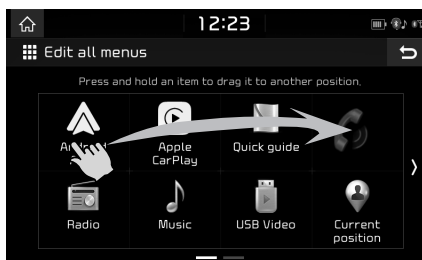 12:23
Edit all menus
Press and hold an item to drag it to another position.
Apple
CarPlay
Quick guide
Radio
Music
USB Video
Current
position